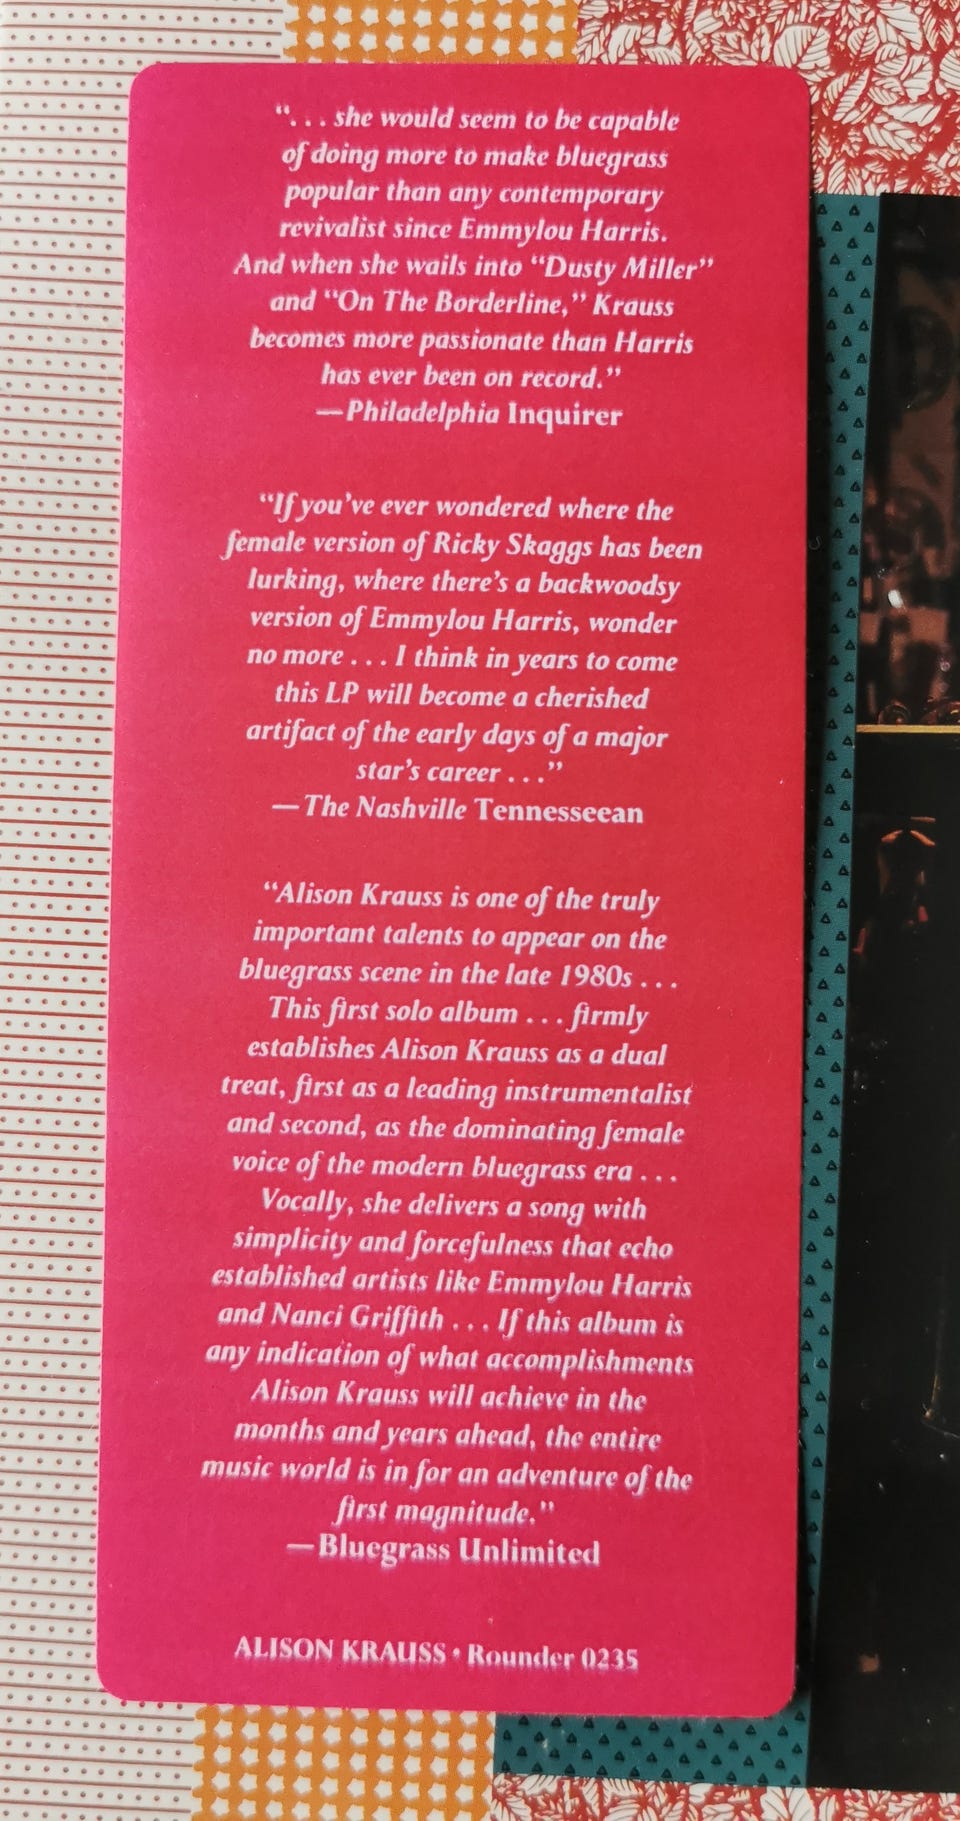 “. . . she would seem to be capable
of doing more to make bluegrass
popular than any contemporary
revivalist since Emmylou Harris.
And when she wails into “Dusty Miller”
and “On The Borderline,” Krauss
becomes more passionate than Harris
has ever been on record.”
—Philadelphia Inquirer
“If you’ve ever wondered where the
female version of Ricky Skaggs has been
lurking, where there’s a backwoodsy
version of Emmylou Harris, wonder
no more . . . I think in years to come
this LP will become a cherished
artifact of the early days of a major
star’s career . . .”
—The Nashville Tennesseean
“Alison Krauss is one of the truly
important talents to appear on the
bluegrass scene in the late 1980s . . .
This first solo album . . . firmly
establishes Alison Krauss as a dual
treat, first as a leading instrumentalist
and second, as the dominating female
voice of the modern bluegrass era . . .
Vocally, she delivers a song with
simplicity and forcefulness that echo
established artists like Emmylou Harris
and Nanci Griffith . . . If this album is
any indication of what accomplishments
Alison Krauss will achieve in the
months and years ahead, the entire
music world is in for an adventure of the
first magnitude.”
—Bluegrass Unlimited
ALISON KRAUSS • Rounder 0235